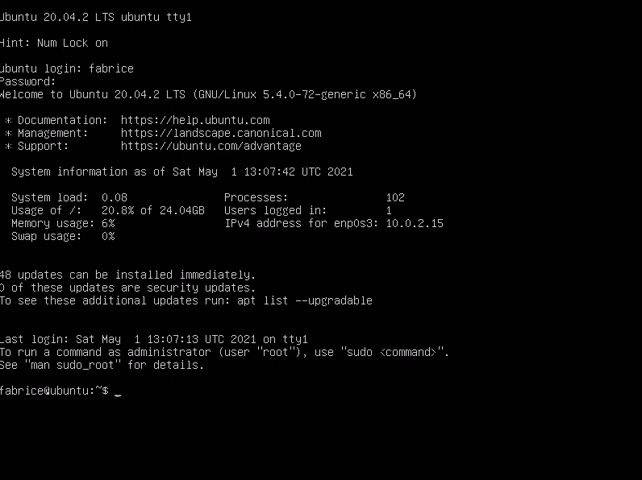 Ubuntu 20.04.2 LTS ubuntu tty1
Hint: Num Lock on
ubuntu login: fabrice
Password:
Welcome to Ubuntu 20.04.2 LTS (GNU/Linux 5.4.0-72-generic x86_64)
* Documentation:  https://help.ubuntu.com
* Management:     https://landscape.canonical.com
* Support:        https://ubuntu.com/advantage
System information as of Sat May  1 13:07:42 UTC 2021
System load:  0.08               Processes:               102
Usage of /:   20.8% of 24.04GB   Users logged in:         1
Memory usage: 6%                 IPv4 address for enp0s3: 10.0.2.15
Swap usage:   0%
48 updates can be installed immediately.
0 of these updates are security updates.
To see these additional updates run: apt list --upgradable
Last login: Sat May  1 13:07:13 UTC 2021 on tty1
To run a command as administrator (user "root"), use "sudo <command>".
See "man sudo_root" for details.
fabrice@ubuntu:~$ _